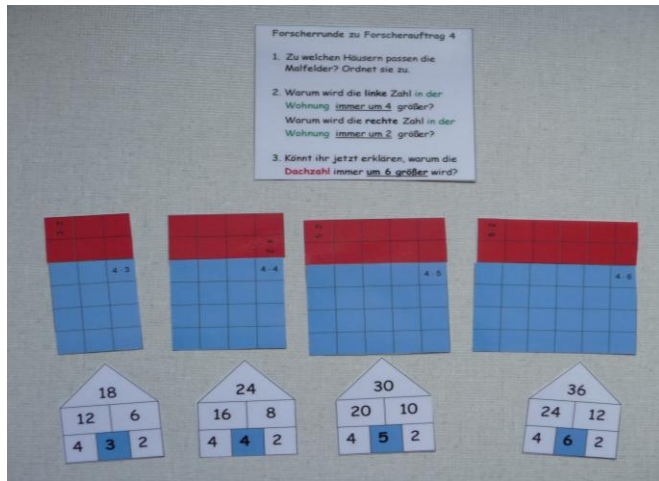 Forscherrunde zu Forscherauftrag 4
1. Zu welchen Häusern passen die
Malfelder? Ordnet sie zu.
2. Warum wird die linke Zahl in der
Wohnung immer um 4 größer?
Warum wird die rechte Zahl in der
Wohnung immer um 2 größer?
3. Könnt ihr jetzt erklären, warum die
Dachzahl immer um 6 größer wird?
4 · 3
4 · 4
4 · 5
4 · 6
18
12 6
4 3 2
24
16 8
4 4 2
30
20 10
4 5 2
36
24 12
4 6 2